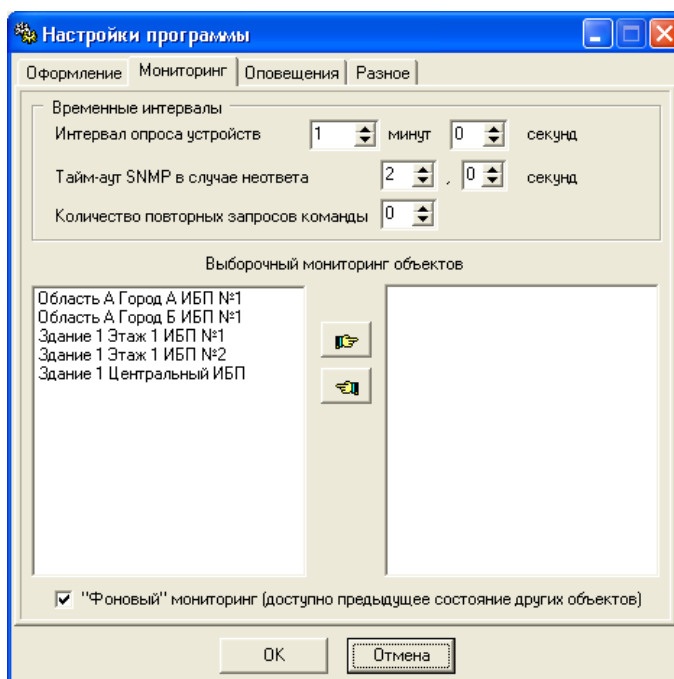 Настройки программы
Оформление Мониторинг Оповещения Разное
Временные интервалы
Интервал опроса устройств 1 минут 0 секунд
Тайм-аут SNMP в случае неответа 2 , 0 секунд
Количество повторных запросов команды 0
Выборочный мониторинг объектов
Область А Город А ИБП №1
Область А Город Б ИБП №1
Здание 1 Этаж 1 ИБП №1
Здание 1 Этаж 1 ИБП №2
Здание 1 Центральный ИБП
"Фоновый" мониторинг (доступно предыдущее состояние других объектов)
OK Отмена